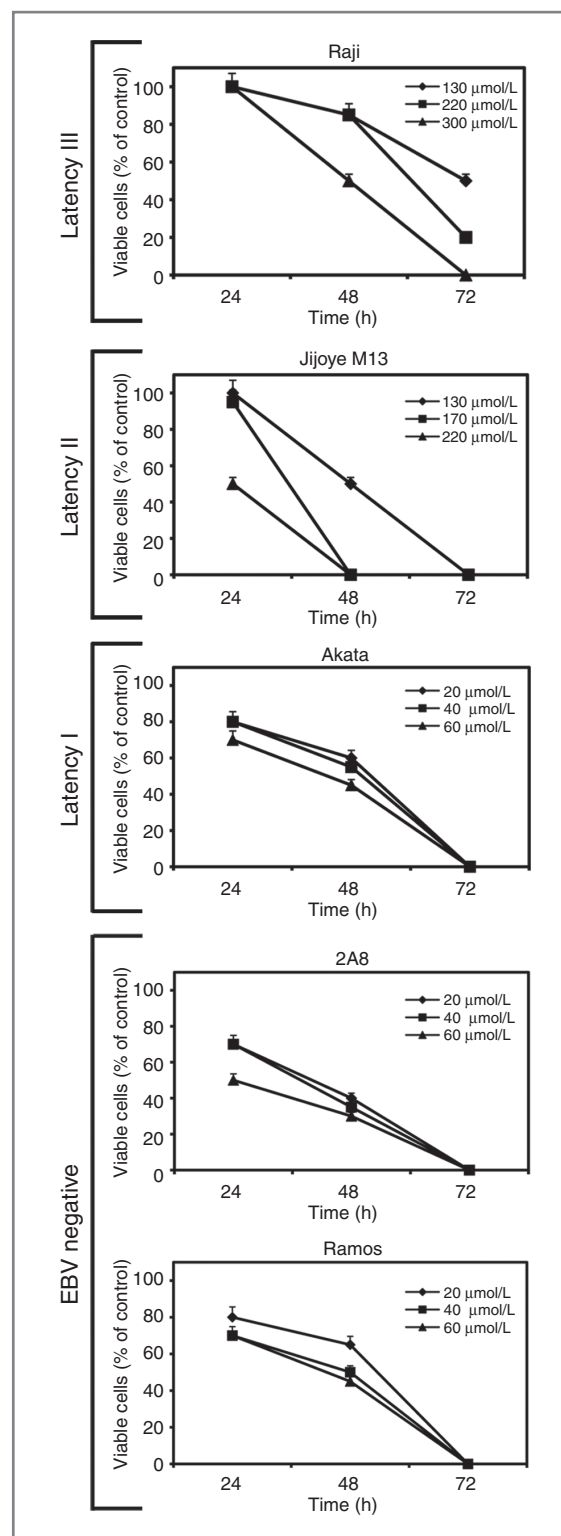 Latency III
Raji
Viable cells (% of control)
100
80
60
40
20
0
130 μmol/L
220 μmol/L
300 μmol/L
24 48 72
Time (h)
Latency II
Jijoye M13
Viable cells (% of control)
100
80
60
40
20
0
130 μmol/L
170 μmol/L
220 μmol/L
24 48 72
Time (h)
Latency I
Akata
Viable cells (% of control)
100
80
60
40
20
0
20 μmol/L
40 μmol/L
60 μmol/L
24 48 72
Time (h)
EBV negative
2A8
Viable cells (% of control)
100
80
60
40
20
0
20 μmol/L
40 μmol/L
60 μmol/L
24 48 72
Time (h)
Ramos
Viable cells (% of control)
100
80
60
40
20
0
20 μmol/L
40 μmol/L
60 μmol/L
24 48 72
Time (h)